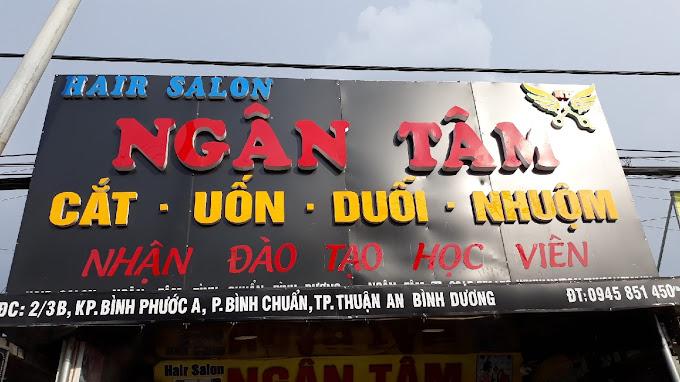 HAIR SALON
NGÂN TÂM
CẮT · UỐN · DUỖI · NHUỘM
NHẬN ĐÀO TẠO HỌC VIÊN
ĐC: 2/3B, KP.BÌNH PHƯỚC A, P.BÌNH CHUẨN,TP.THUẬN AN BÌNH DƯƠNG ĐT:0945 851 450
Hair Salon
NGÂN TÂM